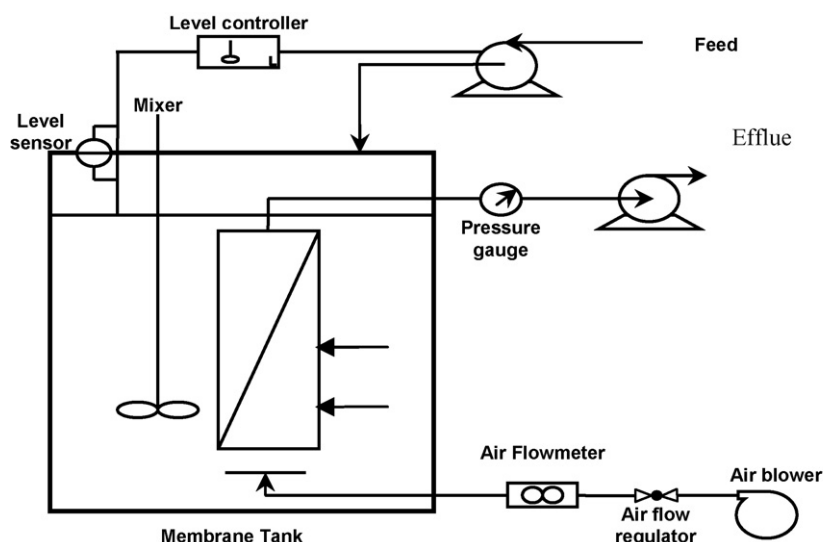 Level controller
Feed
Mixer
Level
sensor
Efflue
Pressure
gauge
Air Flowmeter
Air blower
Air flow
regulator
Membrane Tank